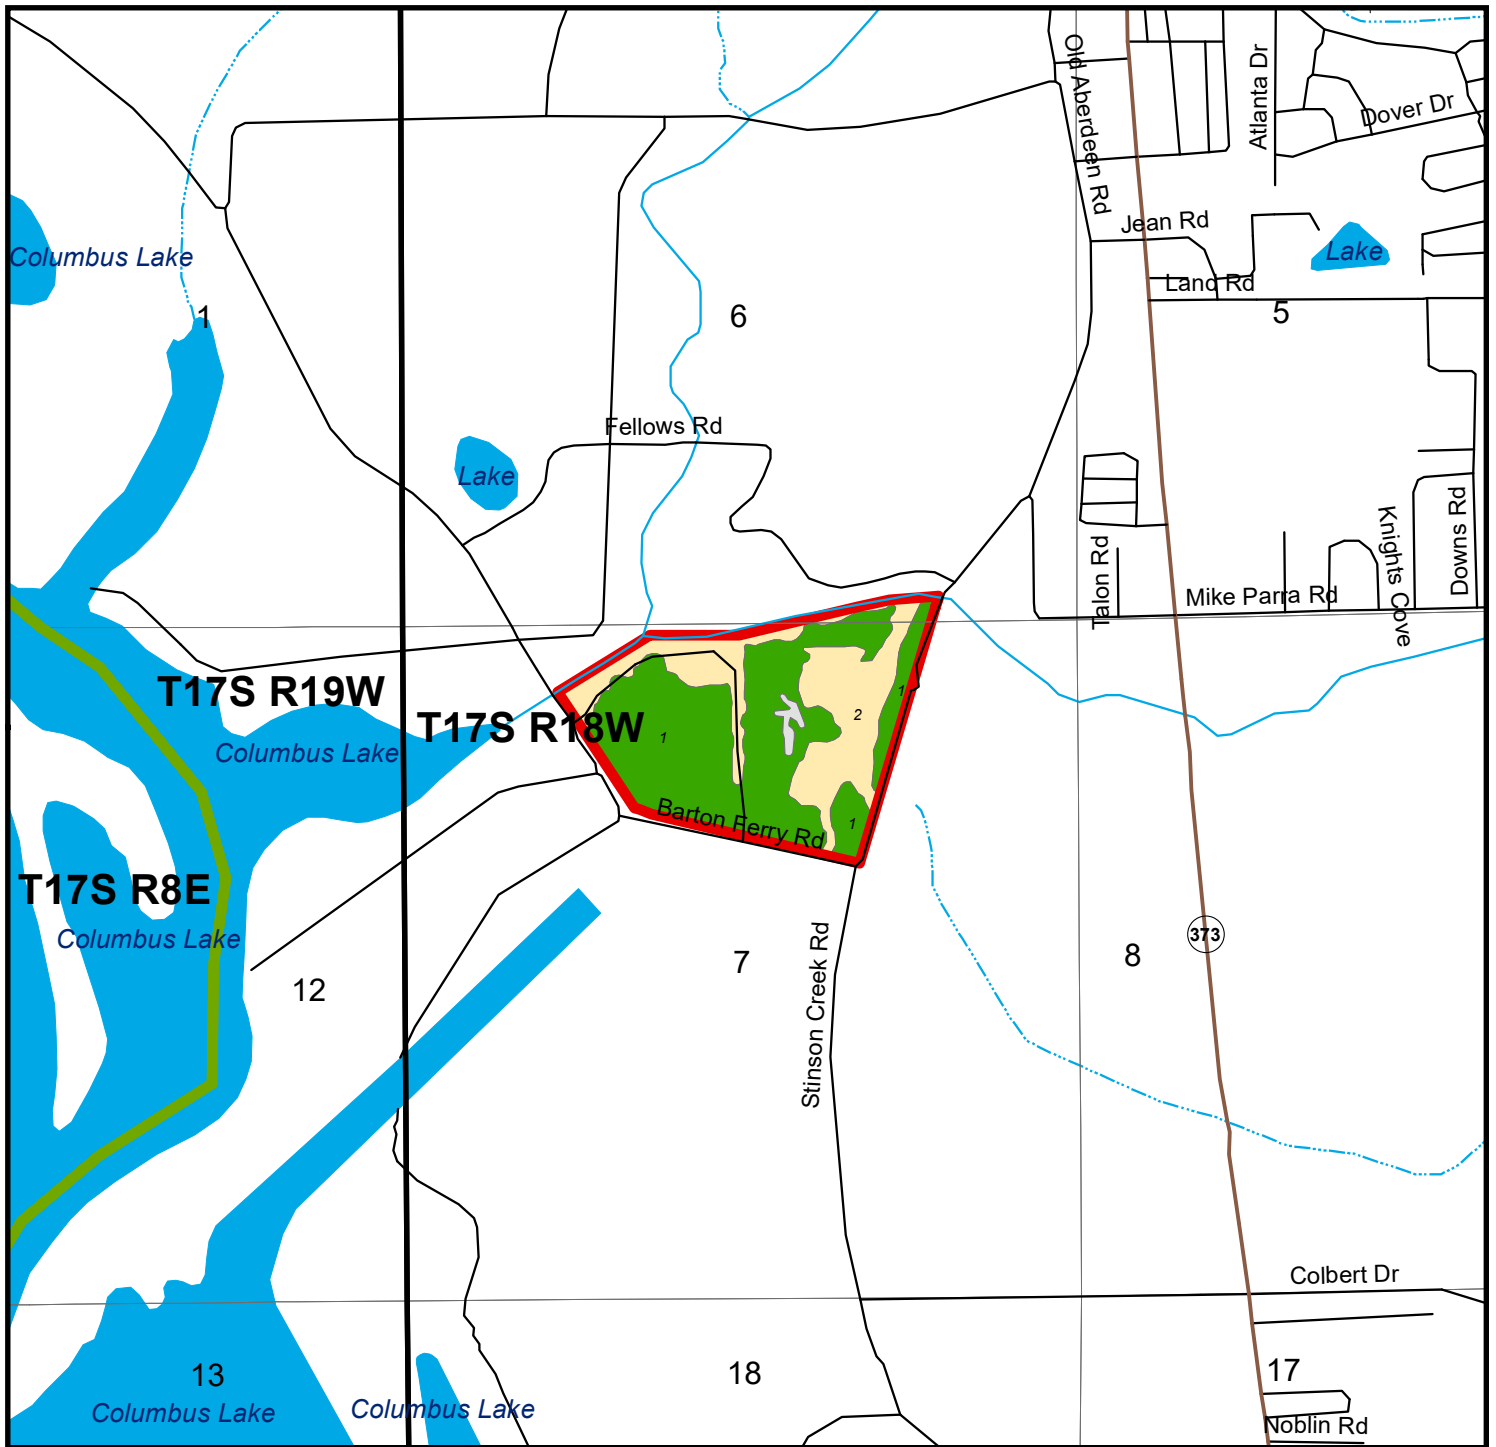 Old Aberdeen Rd
Atlanta Dr
Dover Dr
Jean Rd
Columbus Lake
Lake
Land Rd
1
6
5
Fellows Rd
Lake
Knights Cove
Downs Rd
Talon Rd
Mike Parra Rd
T17S R19W
T17S R18W
1
2
1
Columbus Lake
Barton Ferry Rd
1
T17S R8E
Columbus Lake
373
12
7
8
Stinson Creek Rd
Colbert Dr
13
18
17
Columbus Lake
Columbus Lake
Noblin Rd